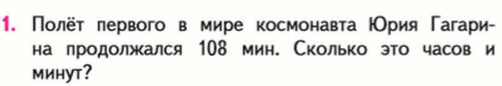 1. Полёт первого в мире космонавта Юрия Гагари-
на продолжался 108 мин. Сколько это часов и
минут?